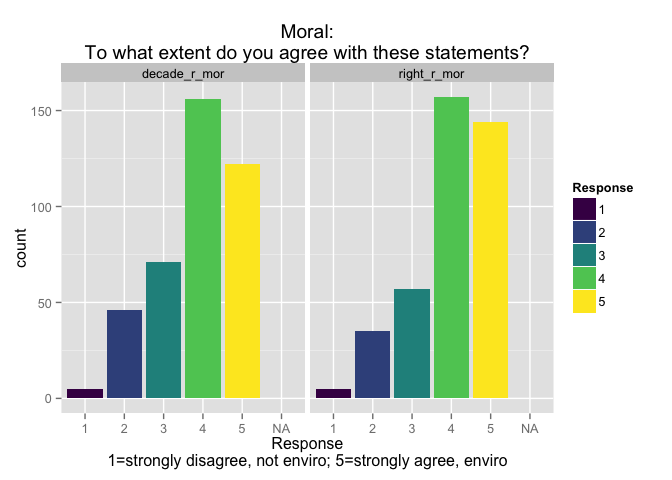 Moral:
To what extent do you agree with these statements?
decade_r_mor
right_r_mor
150
100
50
0
count
1 2 3 4 5 NA
1 2 3 4 5 NA
Response
1=strongly disagree, not enviro; 5=strongly agree, enviro
Response
1
2
3
4
5